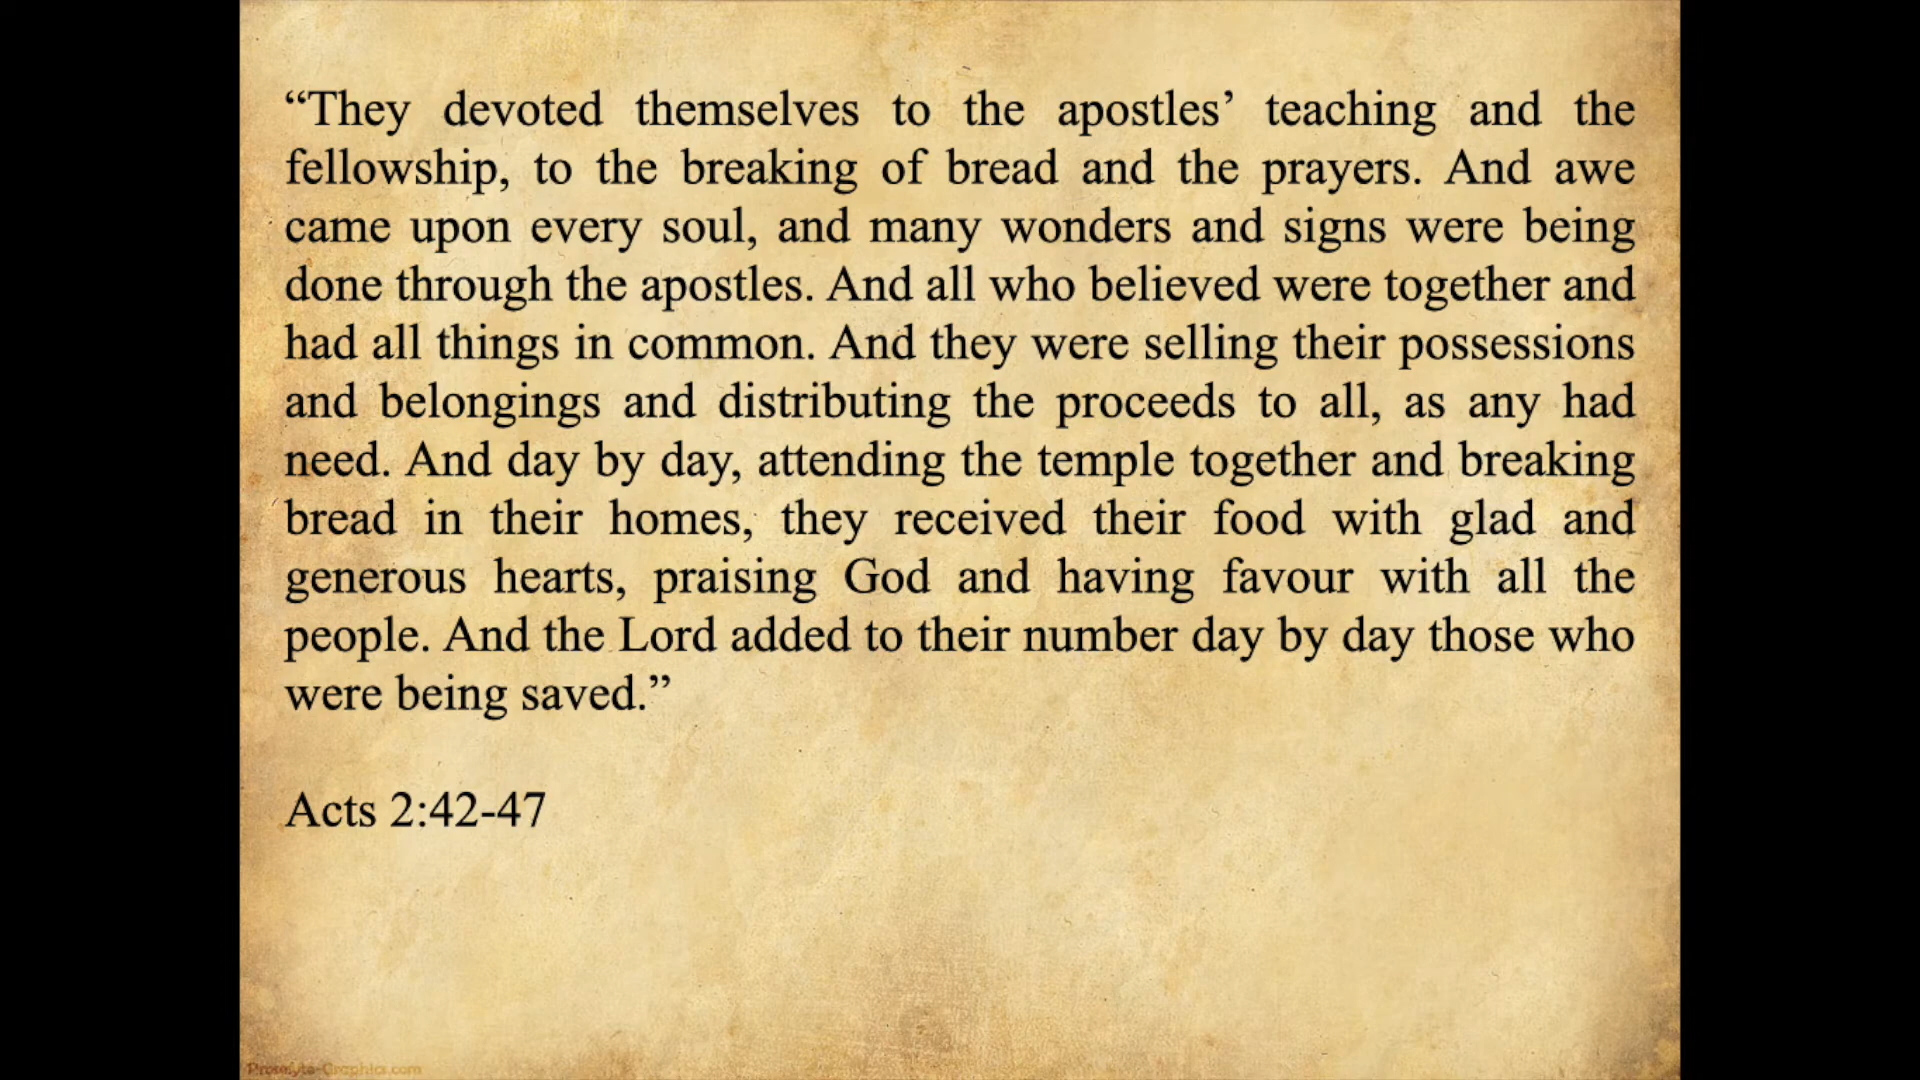 “They devoted themselves to the apostles’ teaching and the
fellowship, to the breaking of bread and the prayers. And awe
came upon every soul, and many wonders and signs were being
done through the apostles. And all who believed were together and
had all things in common. And they were selling their possessions
and belongings and distributing the proceeds to all, as any had
need. And day by day, attending the temple together and breaking
bread in their homes, they received their food with glad and
generous hearts, praising God and having favour with all the
people. And the Lord added to their number day by day those who
were being saved.”
Acts 2:42-47
Proselyte-Graphics.com